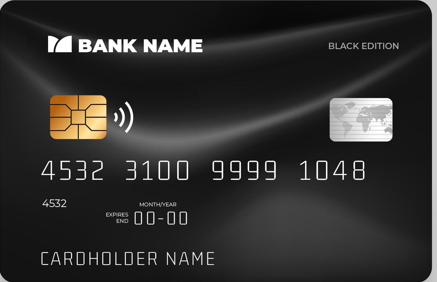 BANK NAME
BLACK EDITION
4532 3100 9999 1048
4532
MONTH/YEAR
EXPIRES
END
00-00
CARDHOLDER NAME